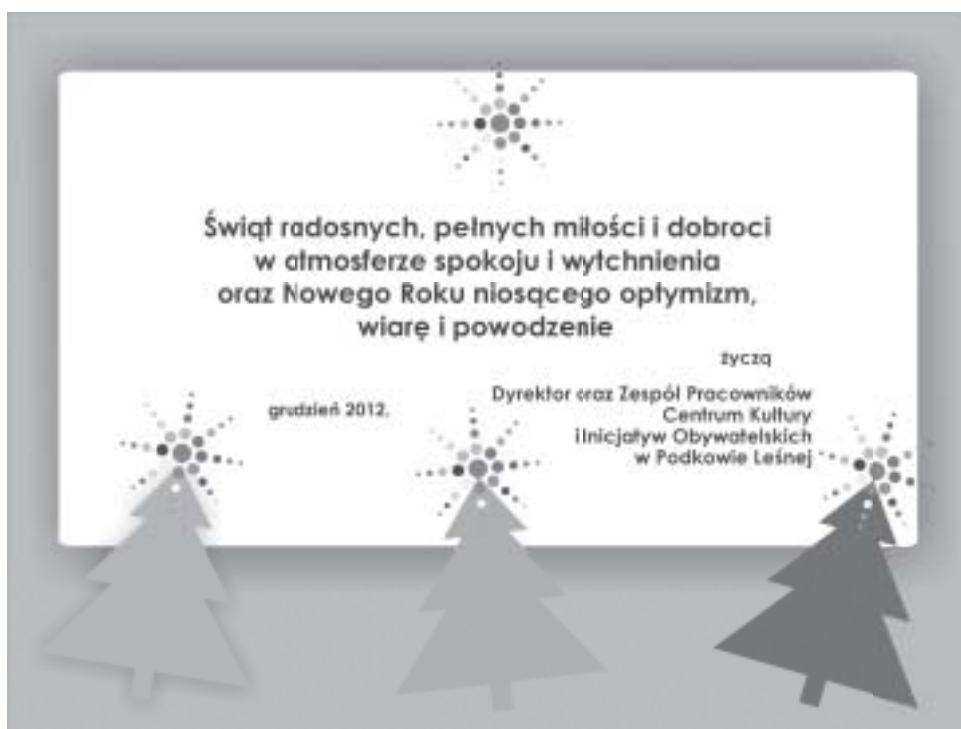 Świąt radosnych, pełnych miłości i dobroci
w atmosferze spokoju i wytchnienia
oraz Nowego Roku niosącego optymizm,
wiarę i powodzenie
życzą
grudzień 2012.
Dyrektor oraz Zespół Pracowników
Centrum Kultury
i Inicjatyw Obywatelskich
w Podkowie Leśnej